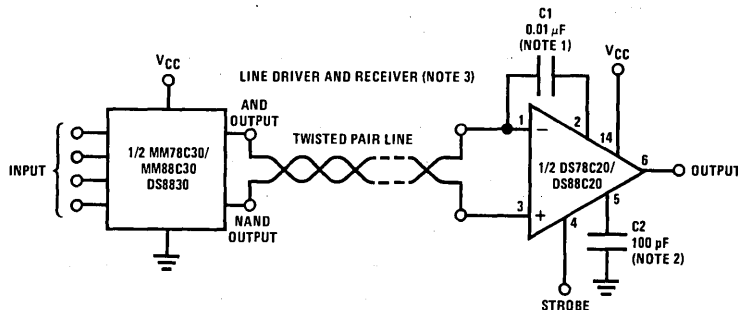 C1
0.01 μF
(NOTE 1)
VCC
VCC
LINE DRIVER AND RECEIVER (NOTE 3)
AND
OUTPUT
TWISTED PAIR LINE
INPUT
1/2 MM78C30/
MM88C30
DS8830
NAND
OUTPUT
1
2
14
1/2 DS78C20/
DS88C20
6
OUTPUT
3
4
5
C2
100 pF
(NOTE 2)
STROBE